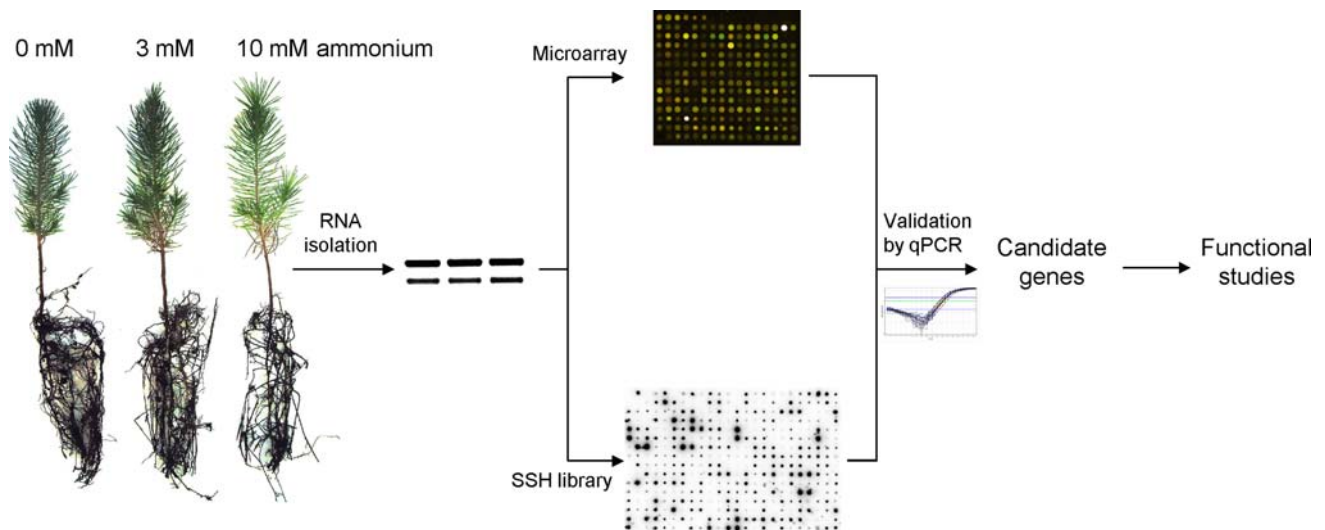 0 mM
3 mM
10 mM ammonium
RNA
isolation
Microarray
SSH library
Validation
by qPCR
Candidate
genes
Functional
studies